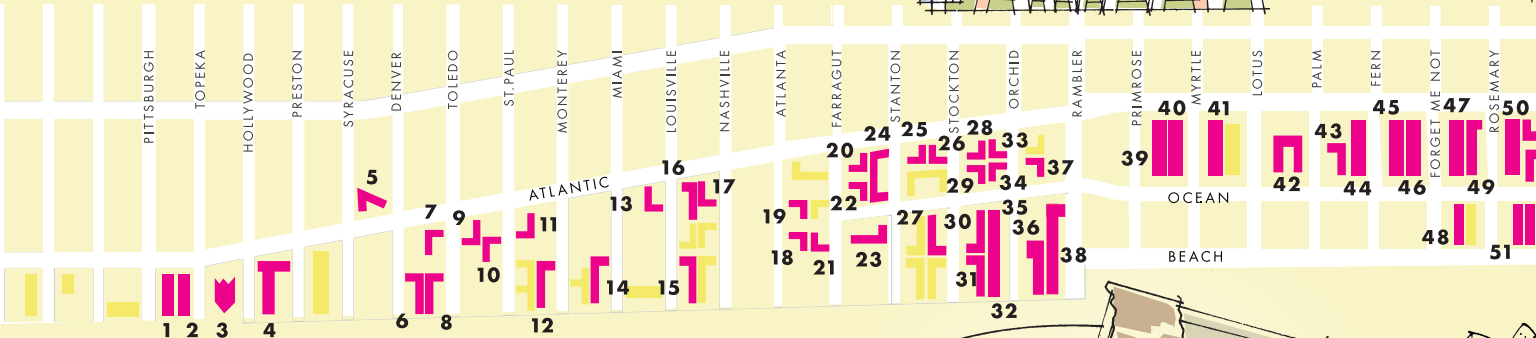 PITTSBURGH
TOPEKA
HOLLYWOOD
PRESTON
SYRACUSE
DENVER
TOLEDO
ST. PAUL
MONTEREY
MIAMI
LOUISVILLE
NASHVILLE
ATLANTA
FARRAGUT
STANTON
STOCKTON
ORCHID
RAMBLER
PRIMROSE
MYRTLE
LOTUS
PALM
FERN
FORGET ME NOT
ROSEMARY
ATLANTIC
OCEAN
BEACH
1
2
3
4
5
6
7
8
9
10
11
12
13
14
15
16
17
18
19
20
21
22
23
24
25
26
27
28
29
30
31
32
33
34
35
36
37
38
39
40
41
42
43
44
45
46
47
48
49
50
51